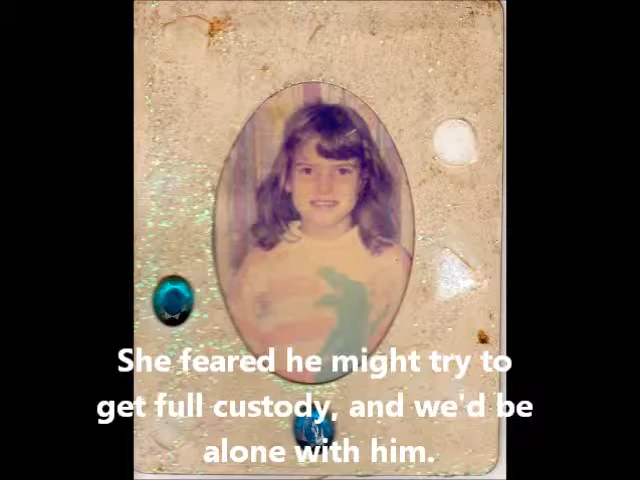 She feared he might try to
get full custody, and we'd be
alone with him.